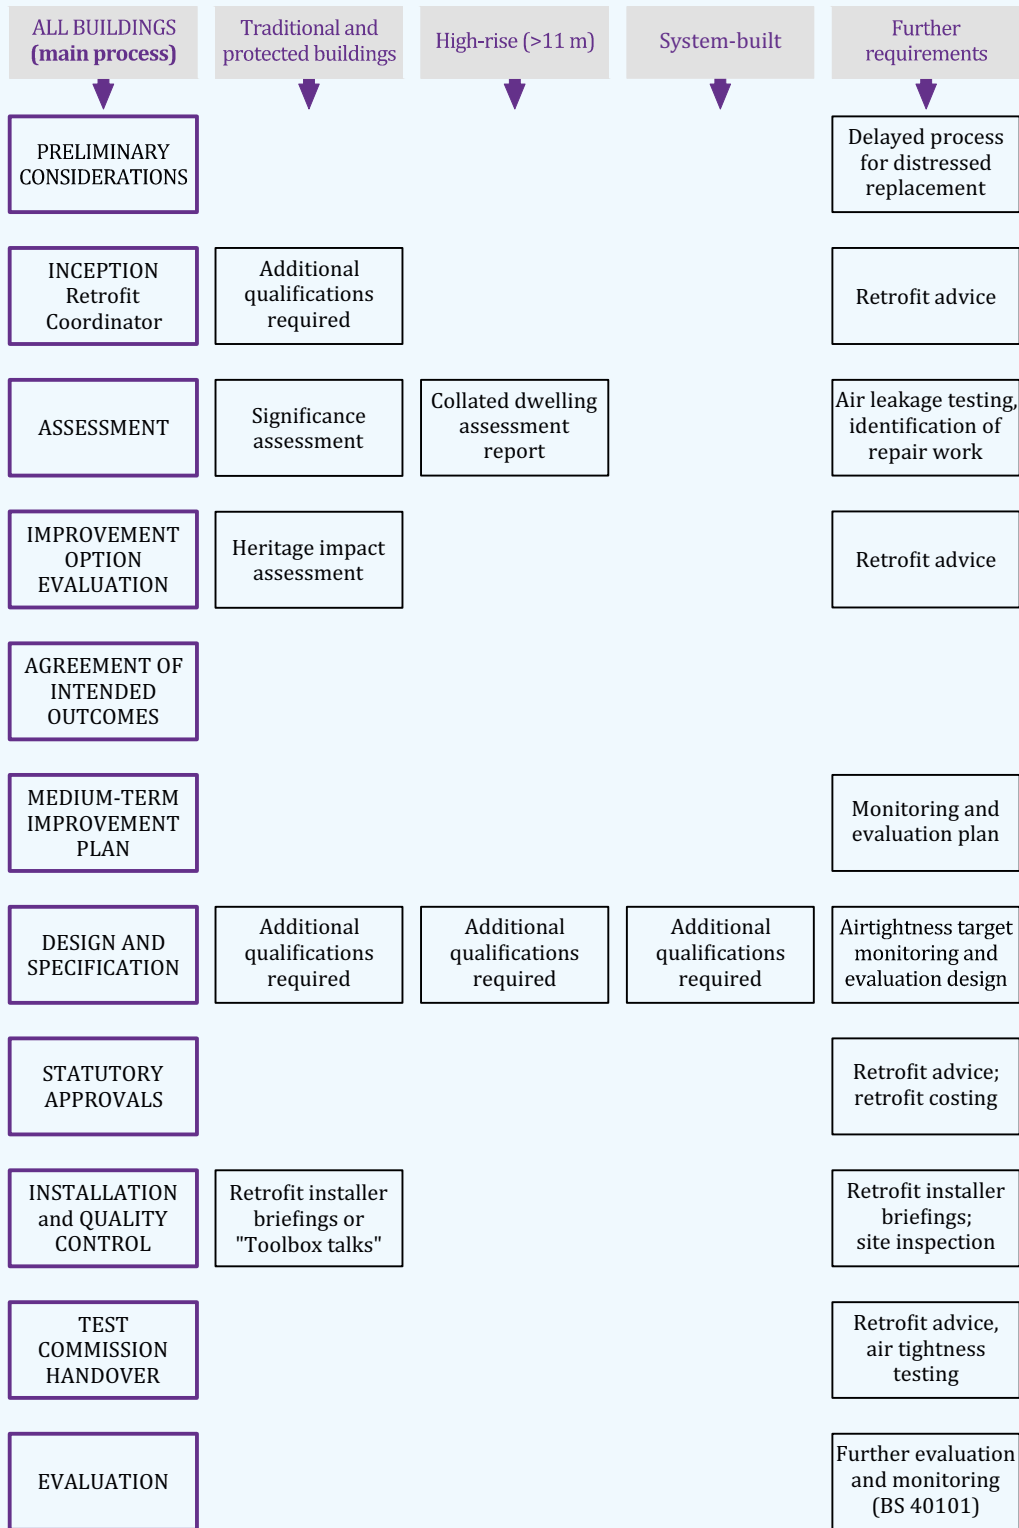 ALL BUILDINGS
(main process)
Traditional and
protected buildings
High-rise (>11 m)
System-built
Further
requirements
PRELIMINARY
CONSIDERATIONS
Delayed process
for distressed
replacement
INCEPTION
Retrofit
Coordinator
Additional
qualifications
required
Retrofit advice
ASSESSMENT
Significance
assessment
Collated dwelling
assessment
report
Air leakage testing,
identification of
repair work
IMPROVEMENT
OPTION
EVALUATION
Heritage impact
assessment
Retrofit advice
AGREEMENT OF
INTENDED
OUTCOMES
MEDIUM-TERM
IMPROVEMENT
PLAN
Monitoring and
evaluation plan
DESIGN AND
SPECIFICATION
Additional
qualifications
required
Additional
qualifications
required
Additional
qualifications
required
Airtightness target
monitoring and
evaluation design
STATUTORY
APPROVALS
Retrofit advice;
retrofit costing
INSTALLATION
and QUALITY
CONTROL
Retrofit installer
briefings or
"Toolbox talks"
Retrofit installer
briefings;
site inspection
TEST
COMMISSION
HANDOVER
Retrofit advice,
air tightness
testing
EVALUATION
Further evaluation
and monitoring
(BS 40101)